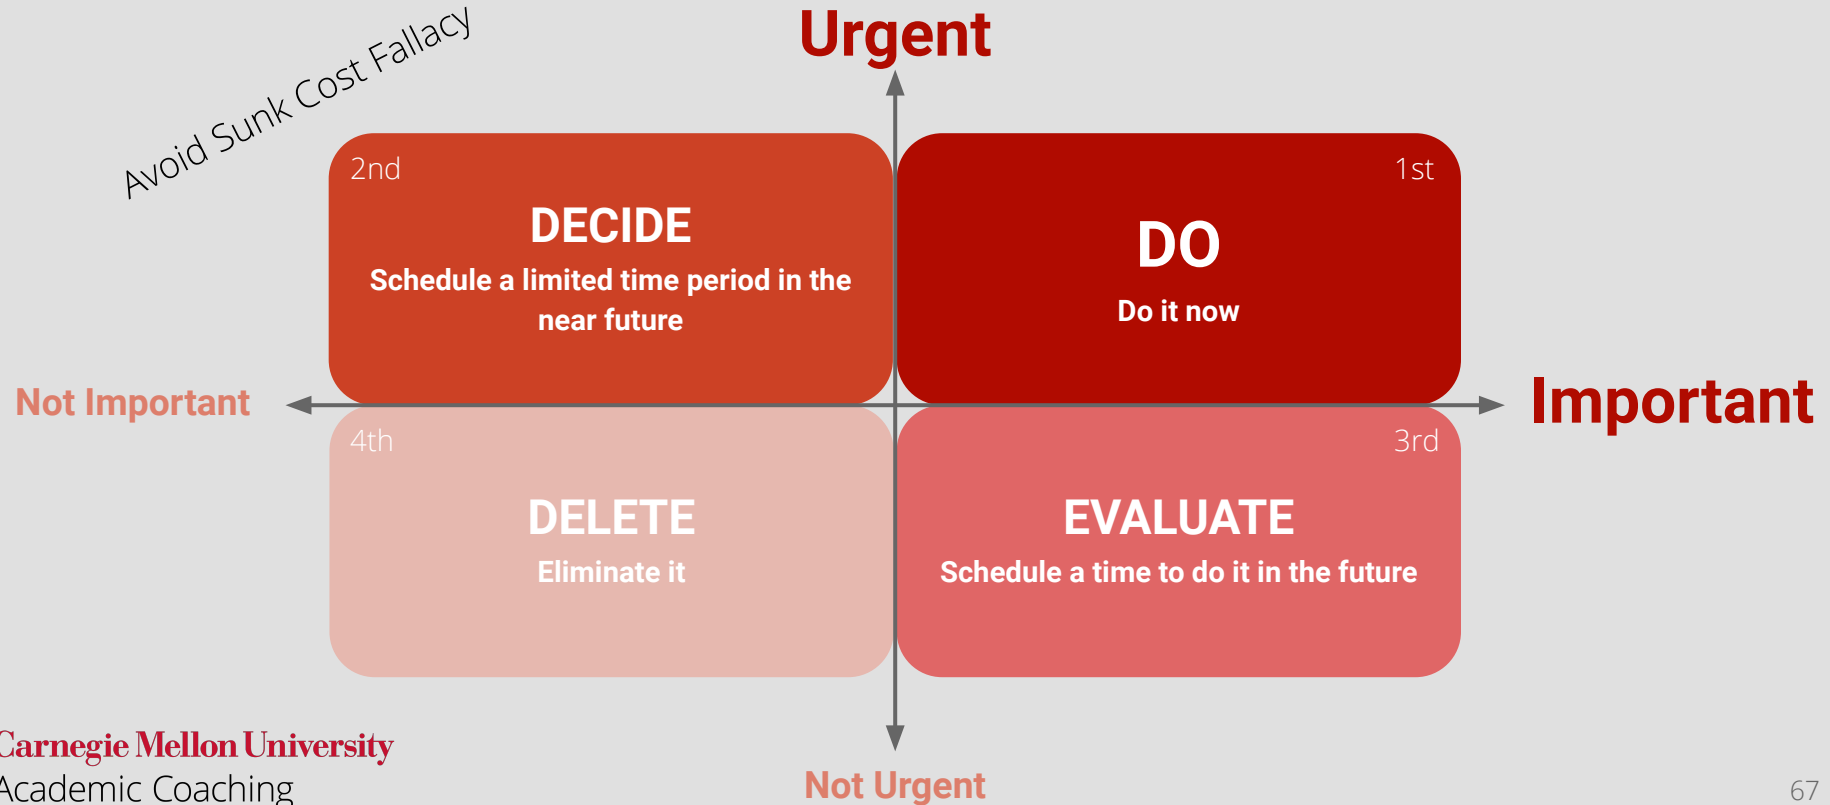 Avoid Sunk Cost Fallacy
Urgent
2nd
DECIDE
Schedule a limited time period in the
near future
1st
DO
Do it now
Not Important
Important
4th
DELETE
Eliminate it
3rd
EVALUATE
Schedule a time to do it in the future
Carnegie Mellon University
Academic Coaching
Not Urgent
67